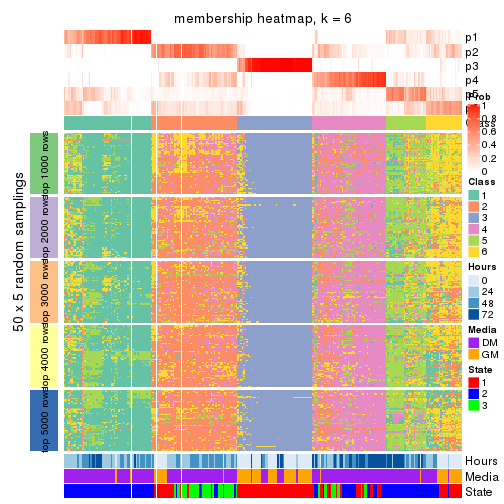 membership heatmap, k = 6
p1
p2
p3
p4
p5
Prob
1
0.8
0.6
0.4
0.2
0
Class
1
2
3
4
5
6
Hours
0
24
48
72
Media
DM
GM
State
1
2
3
50 x 5 random samplings
top 1000 rows
top 2000 rows
top 3000 rows
top 4000 rows
top 5000 rows
Hours
Media
State